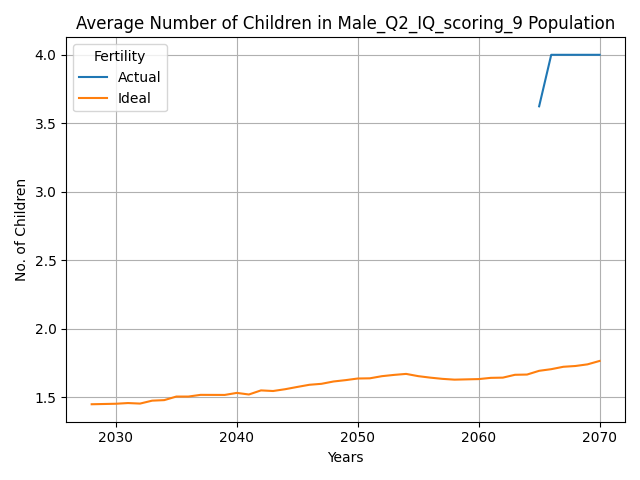 Average Number of Children in Male_Q2_IQ_scoring_9 Population
Fertility
Actual
Ideal
No. of Children
4.0
3.5
3.0
2.5
2.0
1.5
2030 2040 2050 2060 2070
Years